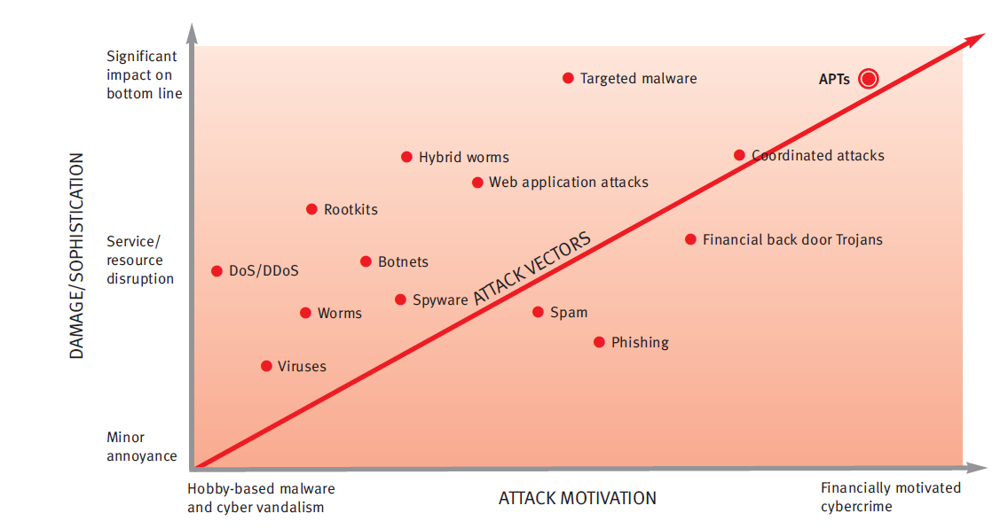 Significant
impact on
bottom line
Targeted malware
APTs
Hybrid worms
Coordinated attacks
Web application attacks
Rootkits
DAMAGE/SOPHISTICATION
Service/
resource
disruption
ATTACK VECTORS
Financial back door Trojans
DoS/DDoS
Botnets
Spyware
Worms
Spam
Phishing
Viruses
Minor
annoyance
Hobby-based malware
and cyber vandalism
ATTACK MOTIVATION
Financially motivated
cybercrime